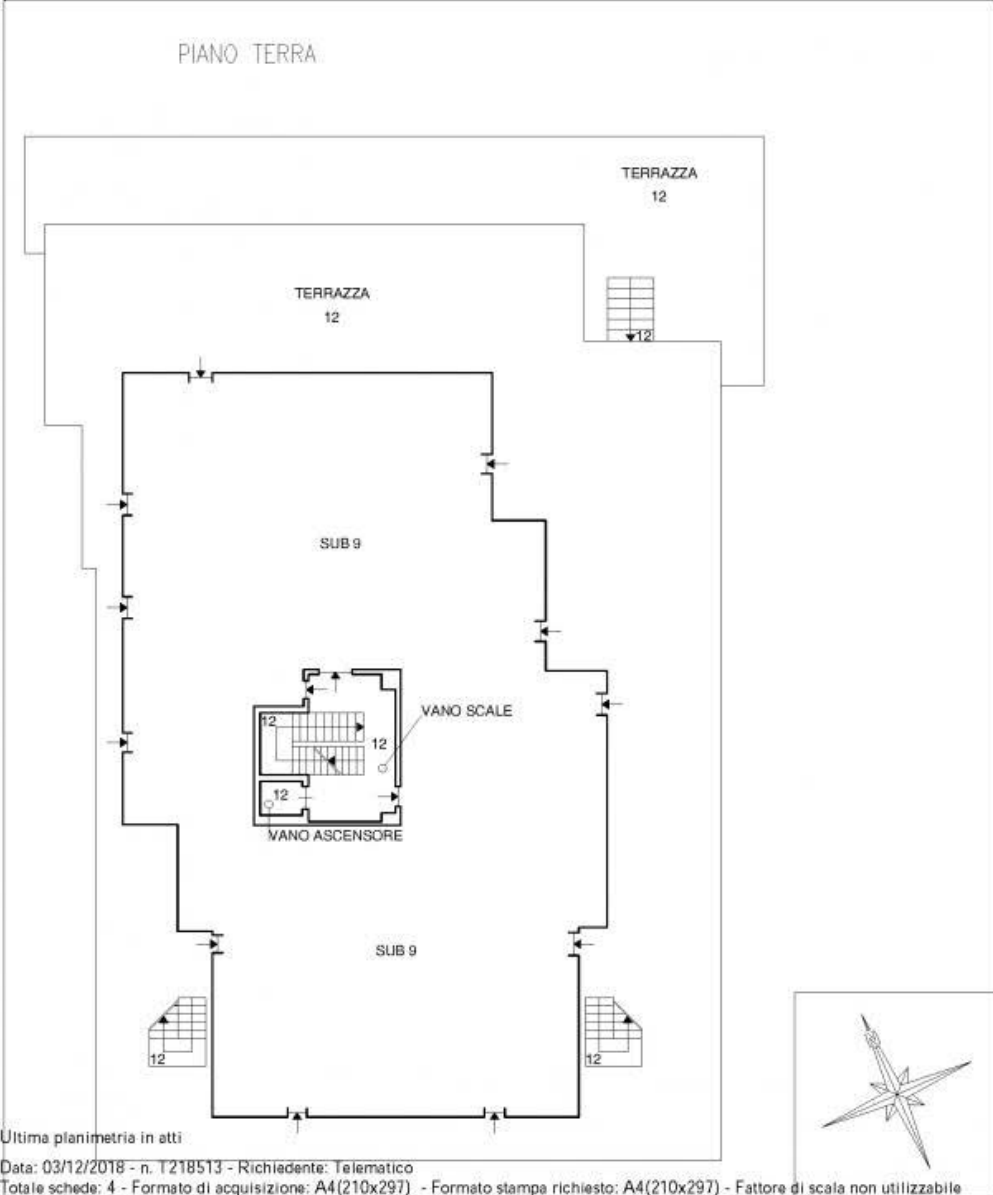 PIANO TERRA
TERRAZZA
12
TERRAZZA
12
12
SUB 9
VANO SCALE
12
12
12
VANO ASCENSORE
SUB 9
12
12
N
Ultima planimetria in atti
Data: 03/12/2018 - n. T218513 - Richiedente: Telematico
Totale schede: 4 - Formato di acquisizione: A4(210x297) - Formato stampa richiesto: A4(210x297) - Fattore di scala non utilizzabile